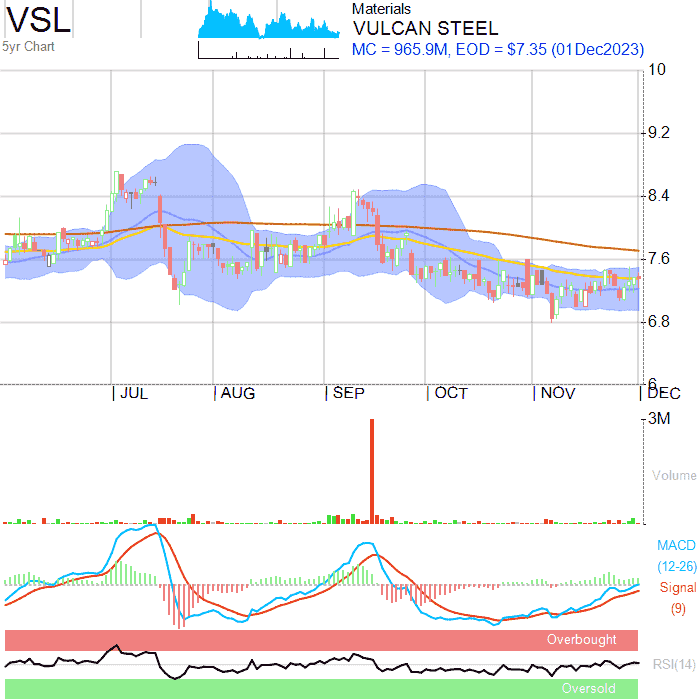 VSL
5yr Chart
Materials
VULCAN STEEL
MC = 965.9M, EOD = $7.35 (01Dec2023)
10
9.2
8.4
7.6
6.8
6
JUL AUG SEP OCT NOV DEC
3M
Volume
MACD
(12-26)
Signal
(9)
Overbought
RSI(14)
Oversold